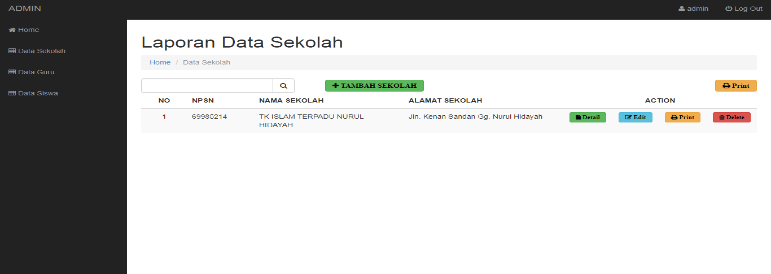 ADMIN
admin
Log Out
Home
Data Sekolah
Data Guru
Data Siswa
Laporan Data Sekolah
Home / Data Sekolah
TAMBAH SEKOLAH
Print
NO NPSN NAMA SEKOLAH ALAMAT SEKOLAH ACTION
1 69980214 TK ISLAM TERPADU NURUL HIDAYAH Jln. Kenan Sandan Gg. Nurul Hidayah Detail Edit Print Delete